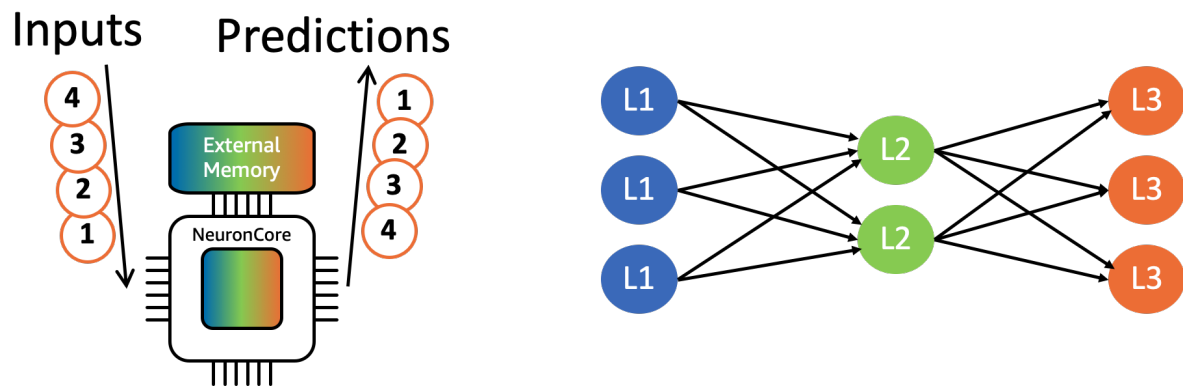 Inputs
Predictions
4
3
2
1
1
2
3
4
External
Memory
NeuronCore
L1
L1
L1
L2
L2
L3
L3
L3